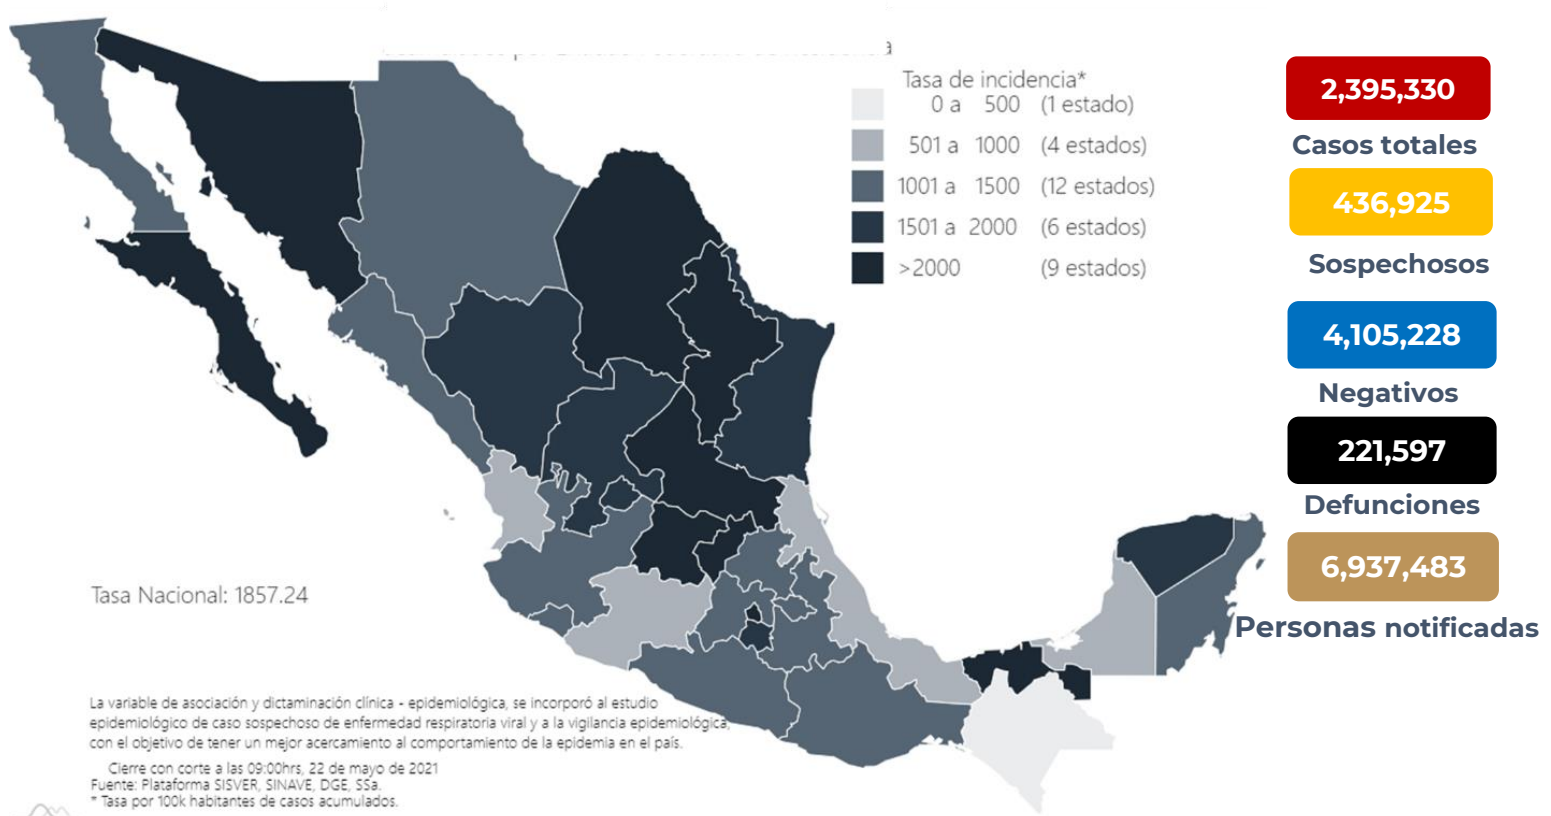 Tasa de incidencia*
0 a 500 (1 estado)
501 a 1000 (4 estados)
1001 a 1500 (12 estados)
1501 a 2000 (6 estados)
>2000 (9 estados)
2,395,330
Casos totales
436,925
Sospechosos
4,105,228
Negativos
221,597
Defunciones
6,937,483
Personas notificadas
Tasa Nacional: 1857.24
La variable de asociación y dictaminación clínica - epidemiológica, se incorporó al estudio
epidemiológico de caso sospechoso de enfermedad respiratoria viral y a la vigilancia epidemiológica,
con el objetivo de tener un mejor acercamiento al comportamiento de la epidemia en el país.
Cierre con corte a las 09:00hrs, 22 de mayo de 2021
Fuente: Plataforma SISVER, SINAVE, DGE, SSa.
* Tasa por 100k habitantes de casos acumulados.